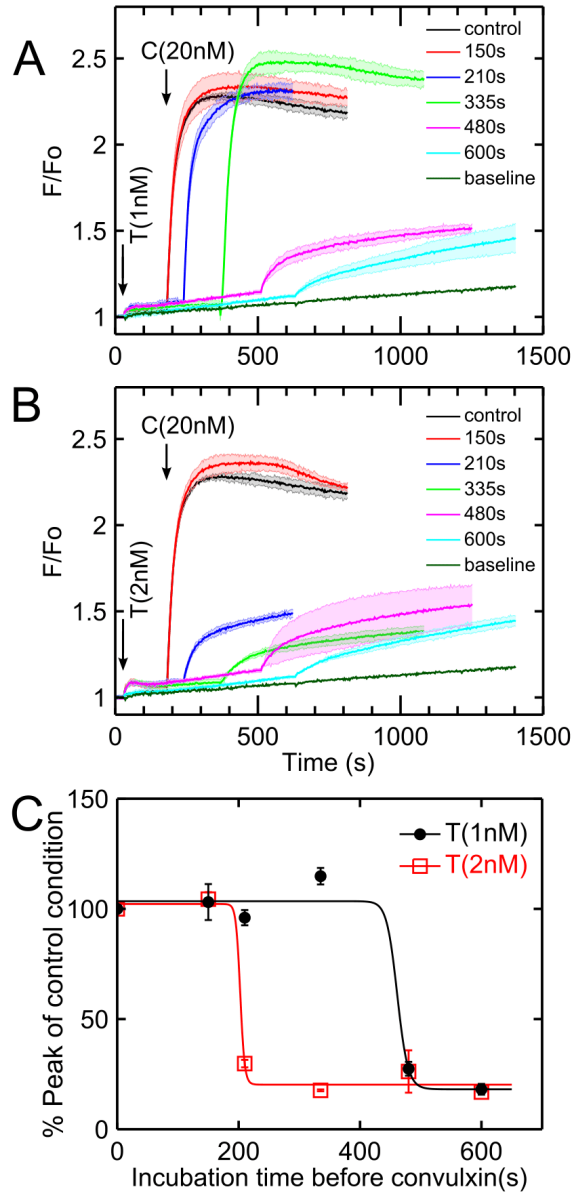 A
C(20nM)
T(1nM)
F/Fo
2.5
2
1.5
1
0
500
1000
1500
control
150s
210s
335s
480s
600s
baseline
B
C(20nM)
T(2nM)
F/Fo
2.5
2
1.5
1
0
500
1000
1500
Time (s)
control
150s
210s
335s
480s
600s
baseline
C
% Peak of control condition
150
100
50
0
0
200
400
600
Incubation time before convulxin(s)
T(1nM)
T(2nM)